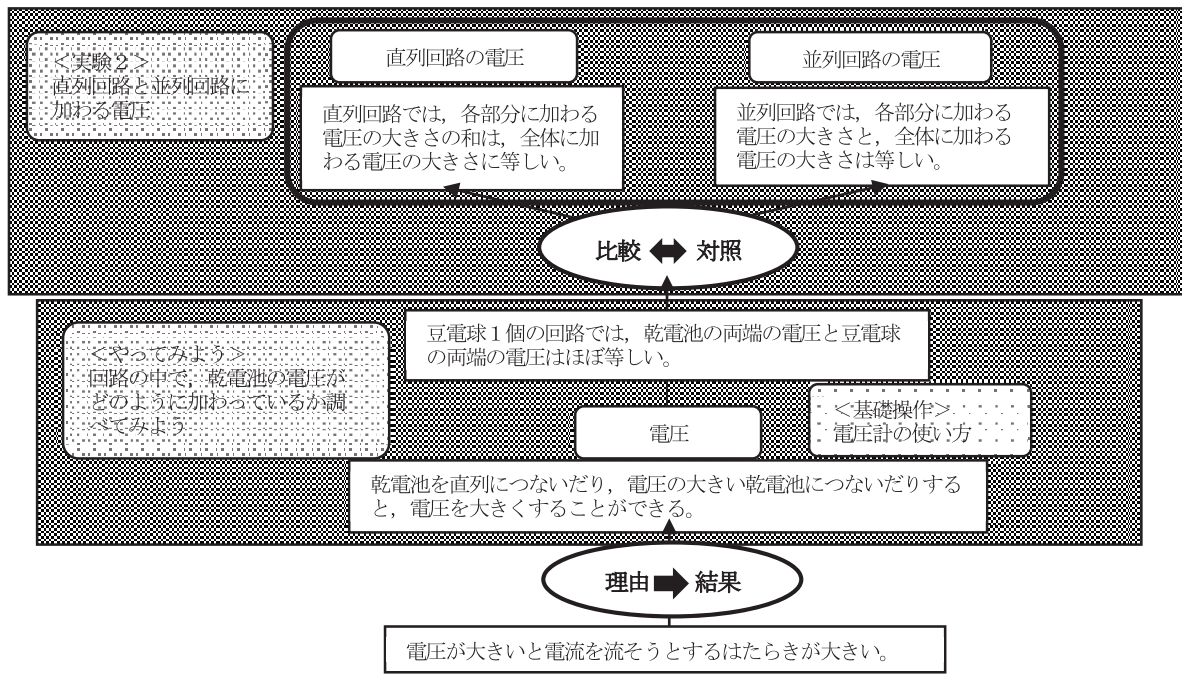 ＜実験２＞
直列回路と並列回路に
加わる電圧
直列回路の電圧
直列回路では，各部分に加わる
電圧の大きさの和は，全体に加
わる電圧の大きさに等しい。
並列回路の電圧
並列回路では，各部分に加わる
電圧の大きさと，全体に加わる
電圧の大きさは等しい。
比較 対照
豆電球１個の回路では，乾電池の両端の電圧と豆電球
の両端の電圧はほぼ等しい。
＜やってみよう＞
回路の中で，乾電池の電圧が
どのように加わっているか調
べてみよう
＜基礎操作＞
電圧計の使い方
電圧
乾電池を直列につないだり，電圧の大きい乾電池につないだりする
と，電圧を大きくすることができる。
理由 結果
電圧が大きいと電流を流そうとするはたらきが大きい。